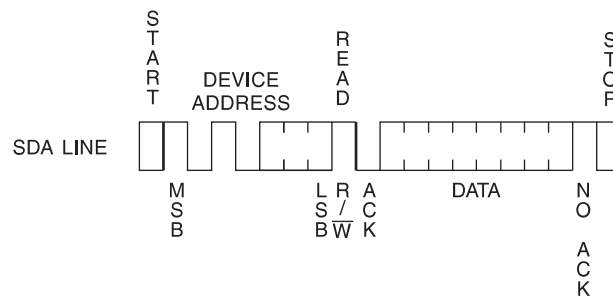 START
READ
STOP
DEVICE
ADDRESS
SDA LINE
MSB
LSB
R/W
ACK
DATA
NO ACK